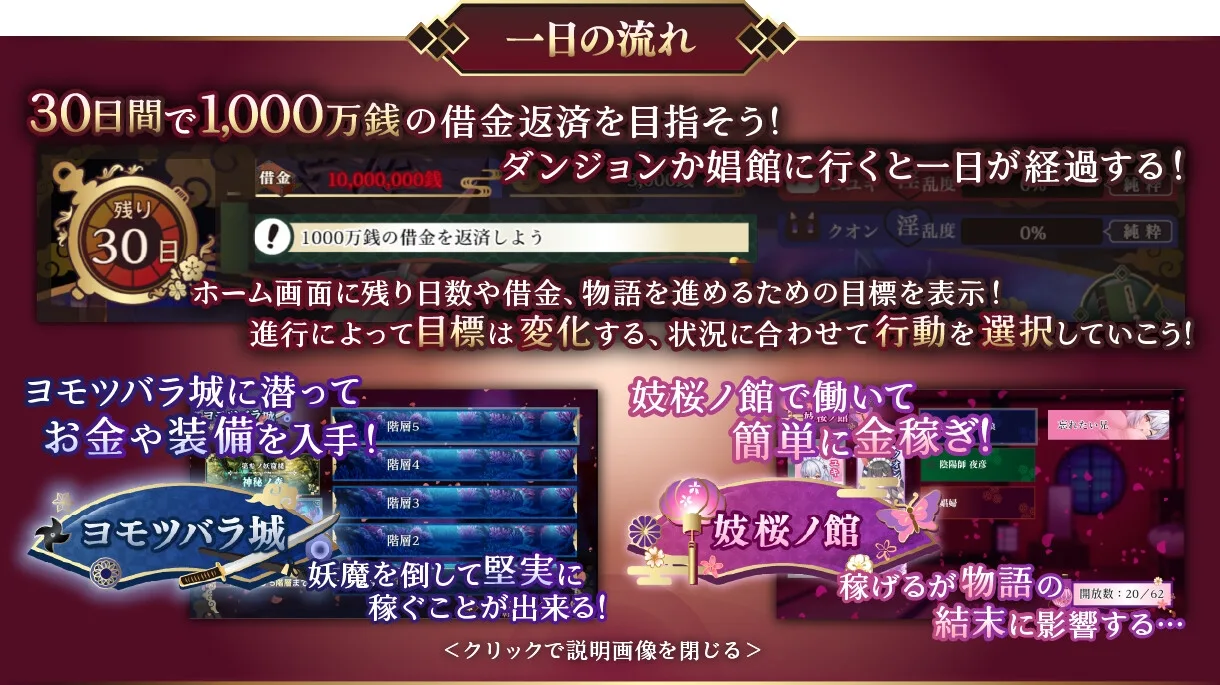 一日の流れ
30日間で1,000万銭の借金返済を目指そう!
ダンジョンか娼館に行くと一日が経過する!
借金
10,000,000銭
残り
30日
1000万銭の借金を返済しよう
乱度
0%
純粋
クオン
淫乱度
0%
純粋
ホーム画面に残り日数や借金、物語を進めるための目標を表示!
進行によって目標は変化する、状況に合わせて行動を選択していこう!
ヨモツバラ城に潜って
お金や装備を入手!
階層5
階層4
階層3
階層2
ヨモツバラ城
妖魔を倒して堅実に
稼ぐことが出来る!
妓桜ノ館で働いて
簡単に金稼ぎ!
忘れたい兄
陰陽師 夜彦
娼婦
妓桜ノ館
開放数：20／62
稼げるが物語の
結末に影響する…
＜クリックで説明画像を閉じる＞